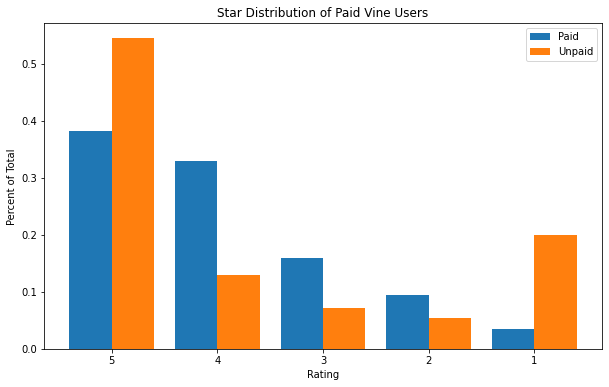 Star Distribution of Paid Vine Users
Paid
Unpaid
Percent of Total
0.5
0.4
0.3
0.2
0.1
0.0
5 4 3 2 1
Rating